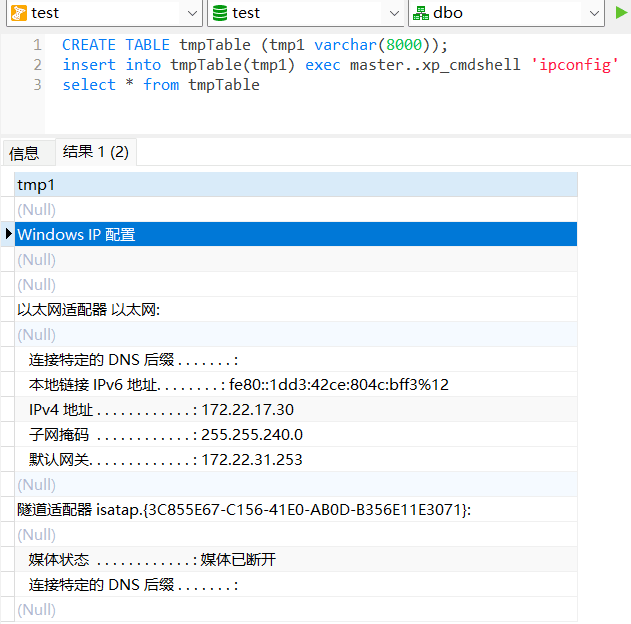 test test dbo
1 CREATE TABLE tmpTable (tmp1 varchar(8000));
2 insert into tmpTable(tmp1) exec master..xp_cmdshell 'ipconfig'
3 select * from tmpTable
信息 结果 1 (2)
tmp1
(Null)
Windows IP 配置
(Null)
(Null)
以太网适配器 以太网:
(Null)
连接特定的 DNS 后缀 . . . . . . . :
本地链接 IPv6 地址. . . . . . . . : fe80::1dd3:42ce:804c:bff3%12
IPv4 地址 . . . . . . . . . . . . : 172.22.17.30
子网掩码 . . . . . . . . . . . . : 255.255.240.0
默认网关. . . . . . . . . . . . . : 172.22.31.253
(Null)
隧道适配器 isatap.{3C855E67-C156-41E0-AB0D-B356E11E3071}:
(Null)
媒体状态 . . . . . . . . . . . . : 媒体已断开
连接特定的 DNS 后缀 . . . . . . . :
(Null)